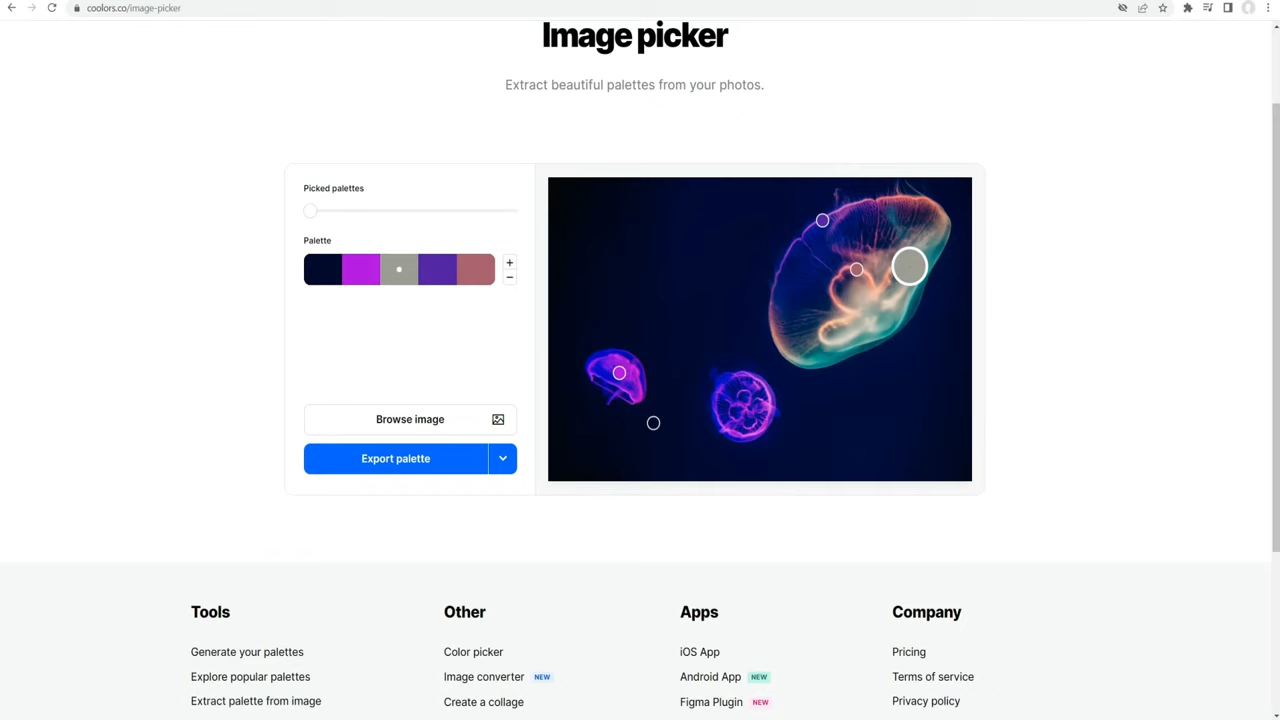 coolors.co/image-picker
Image picker
Extract beautiful palettes from your photos.
Picked palettes
Palette
+
−
Browse image
Export palette
Tools
Other
Apps
Company
Generate your palettes
Color picker
iOS App
Pricing
Explore popular palettes
Image converter NEW
Android App NEW
Terms of service
Extract palette from image
Create a collage
Figma Plugin NEW
Privacy policy